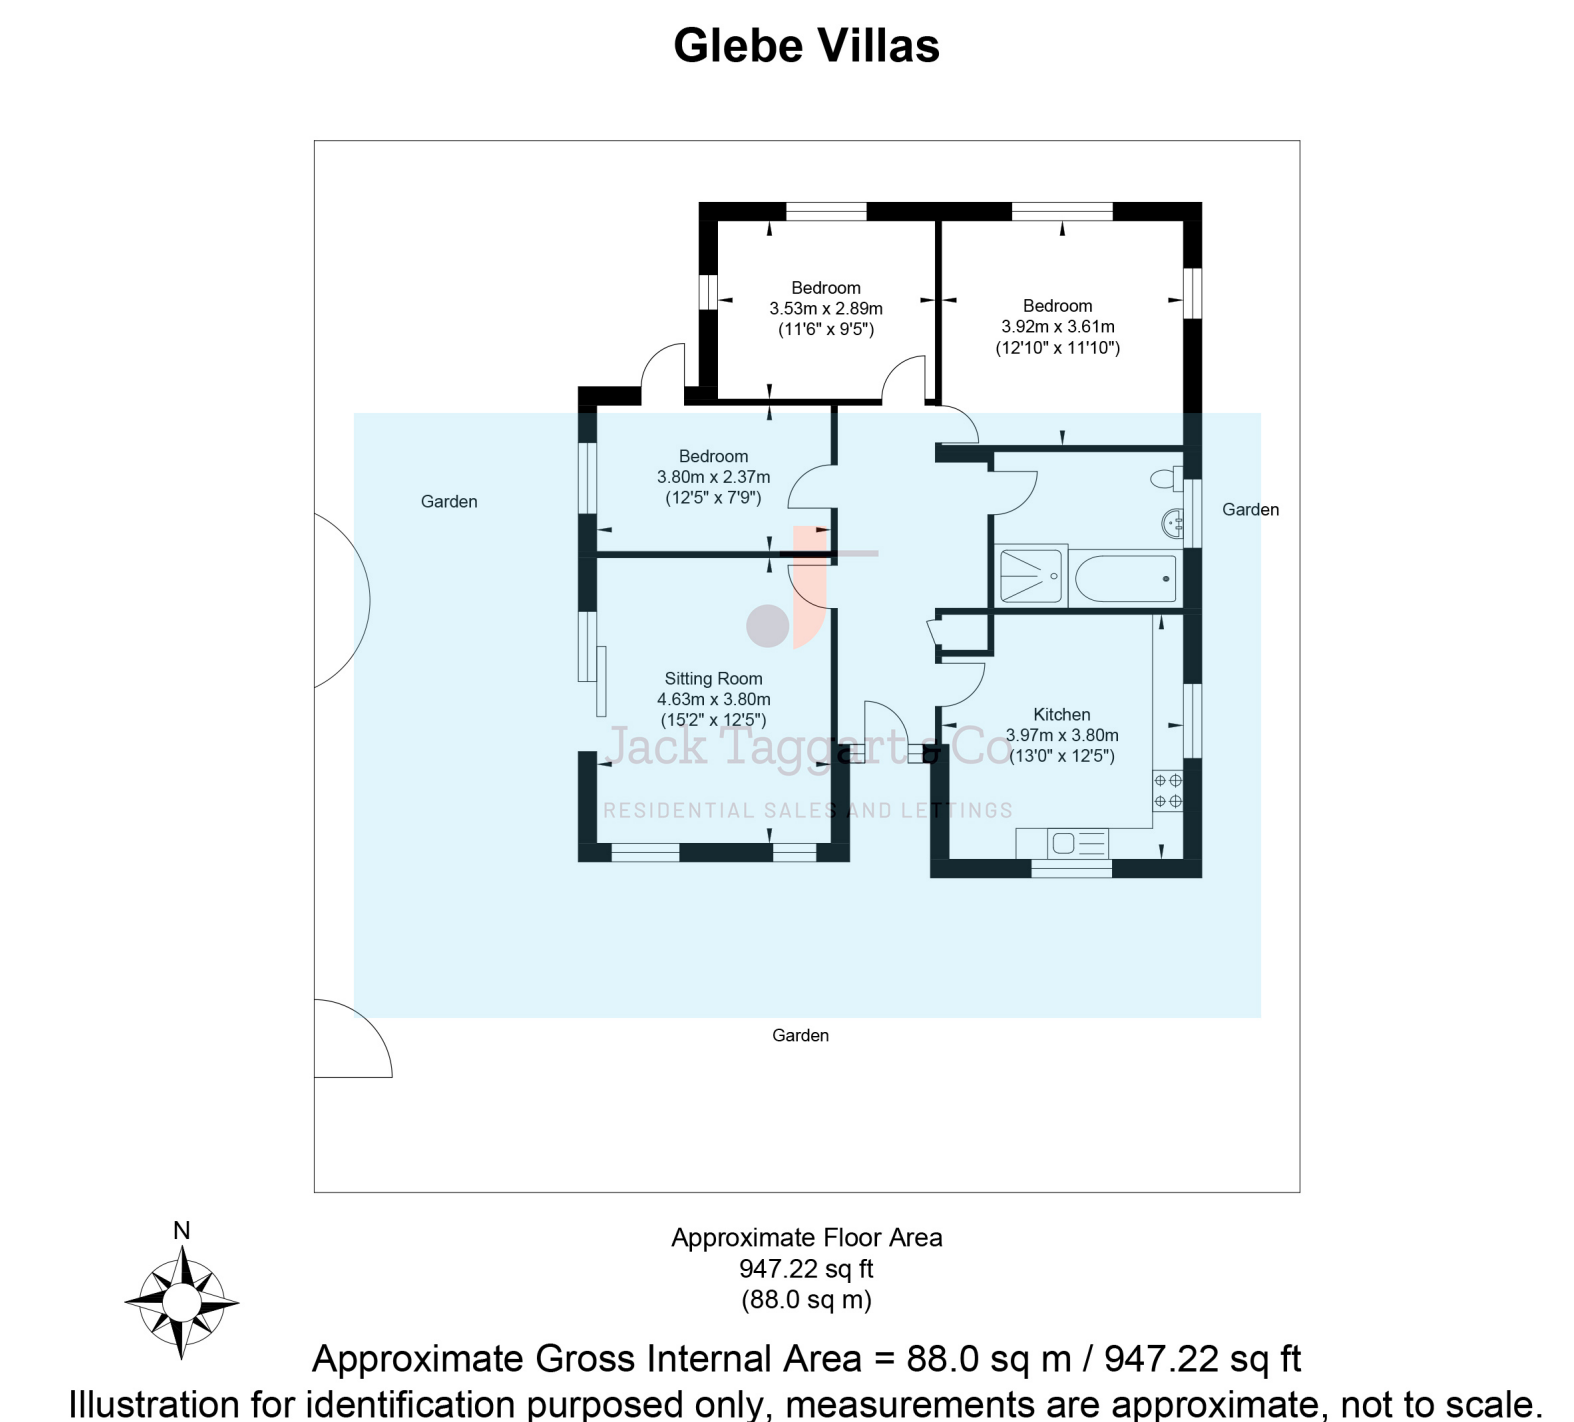 Glebe Villas
Bedroom
3.53m x 2.89m
(11'6" x 9'5")
Bedroom
3.92m x 3.61m
(12'10" x 11'10")
Bedroom
3.80m x 2.37m
(12'5" x 7'9")
Garden
Garden
Sitting Room
4.63m x 3.80m
(15'2" x 12'5")
Kitchen
3.97m x 3.80m
(13'0" x 12'5")
Jack Taggart & Co
RESIDENTIAL SALES AND LETTINGS
Garden
N
Approximate Floor Area
947.22 sq ft
(88.0 sq m)
Approximate Gross Internal Area = 88.0 sq m / 947.22 sq ft
Illustration for identification purposed only, measurements are approximate, not to scale.